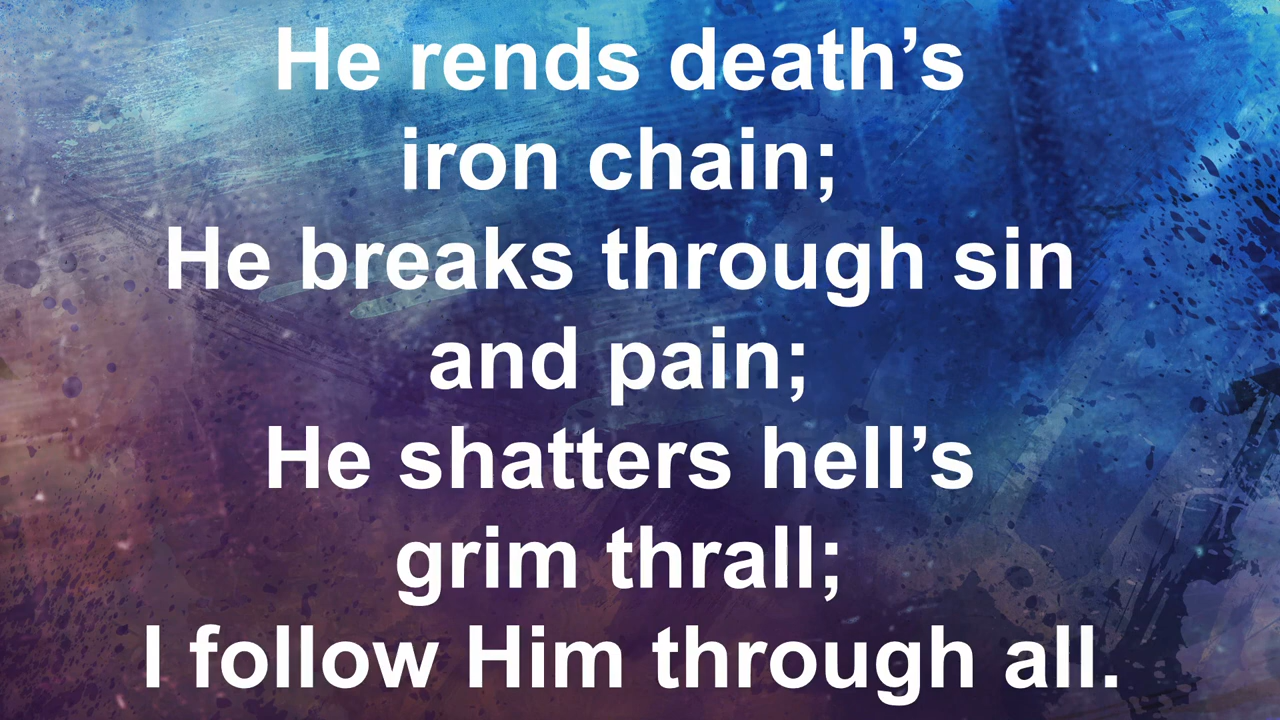 He rends death’s
iron chain;
He breaks through sin
and pain;
He shatters hell’s
grim thrall;
I follow Him through all.